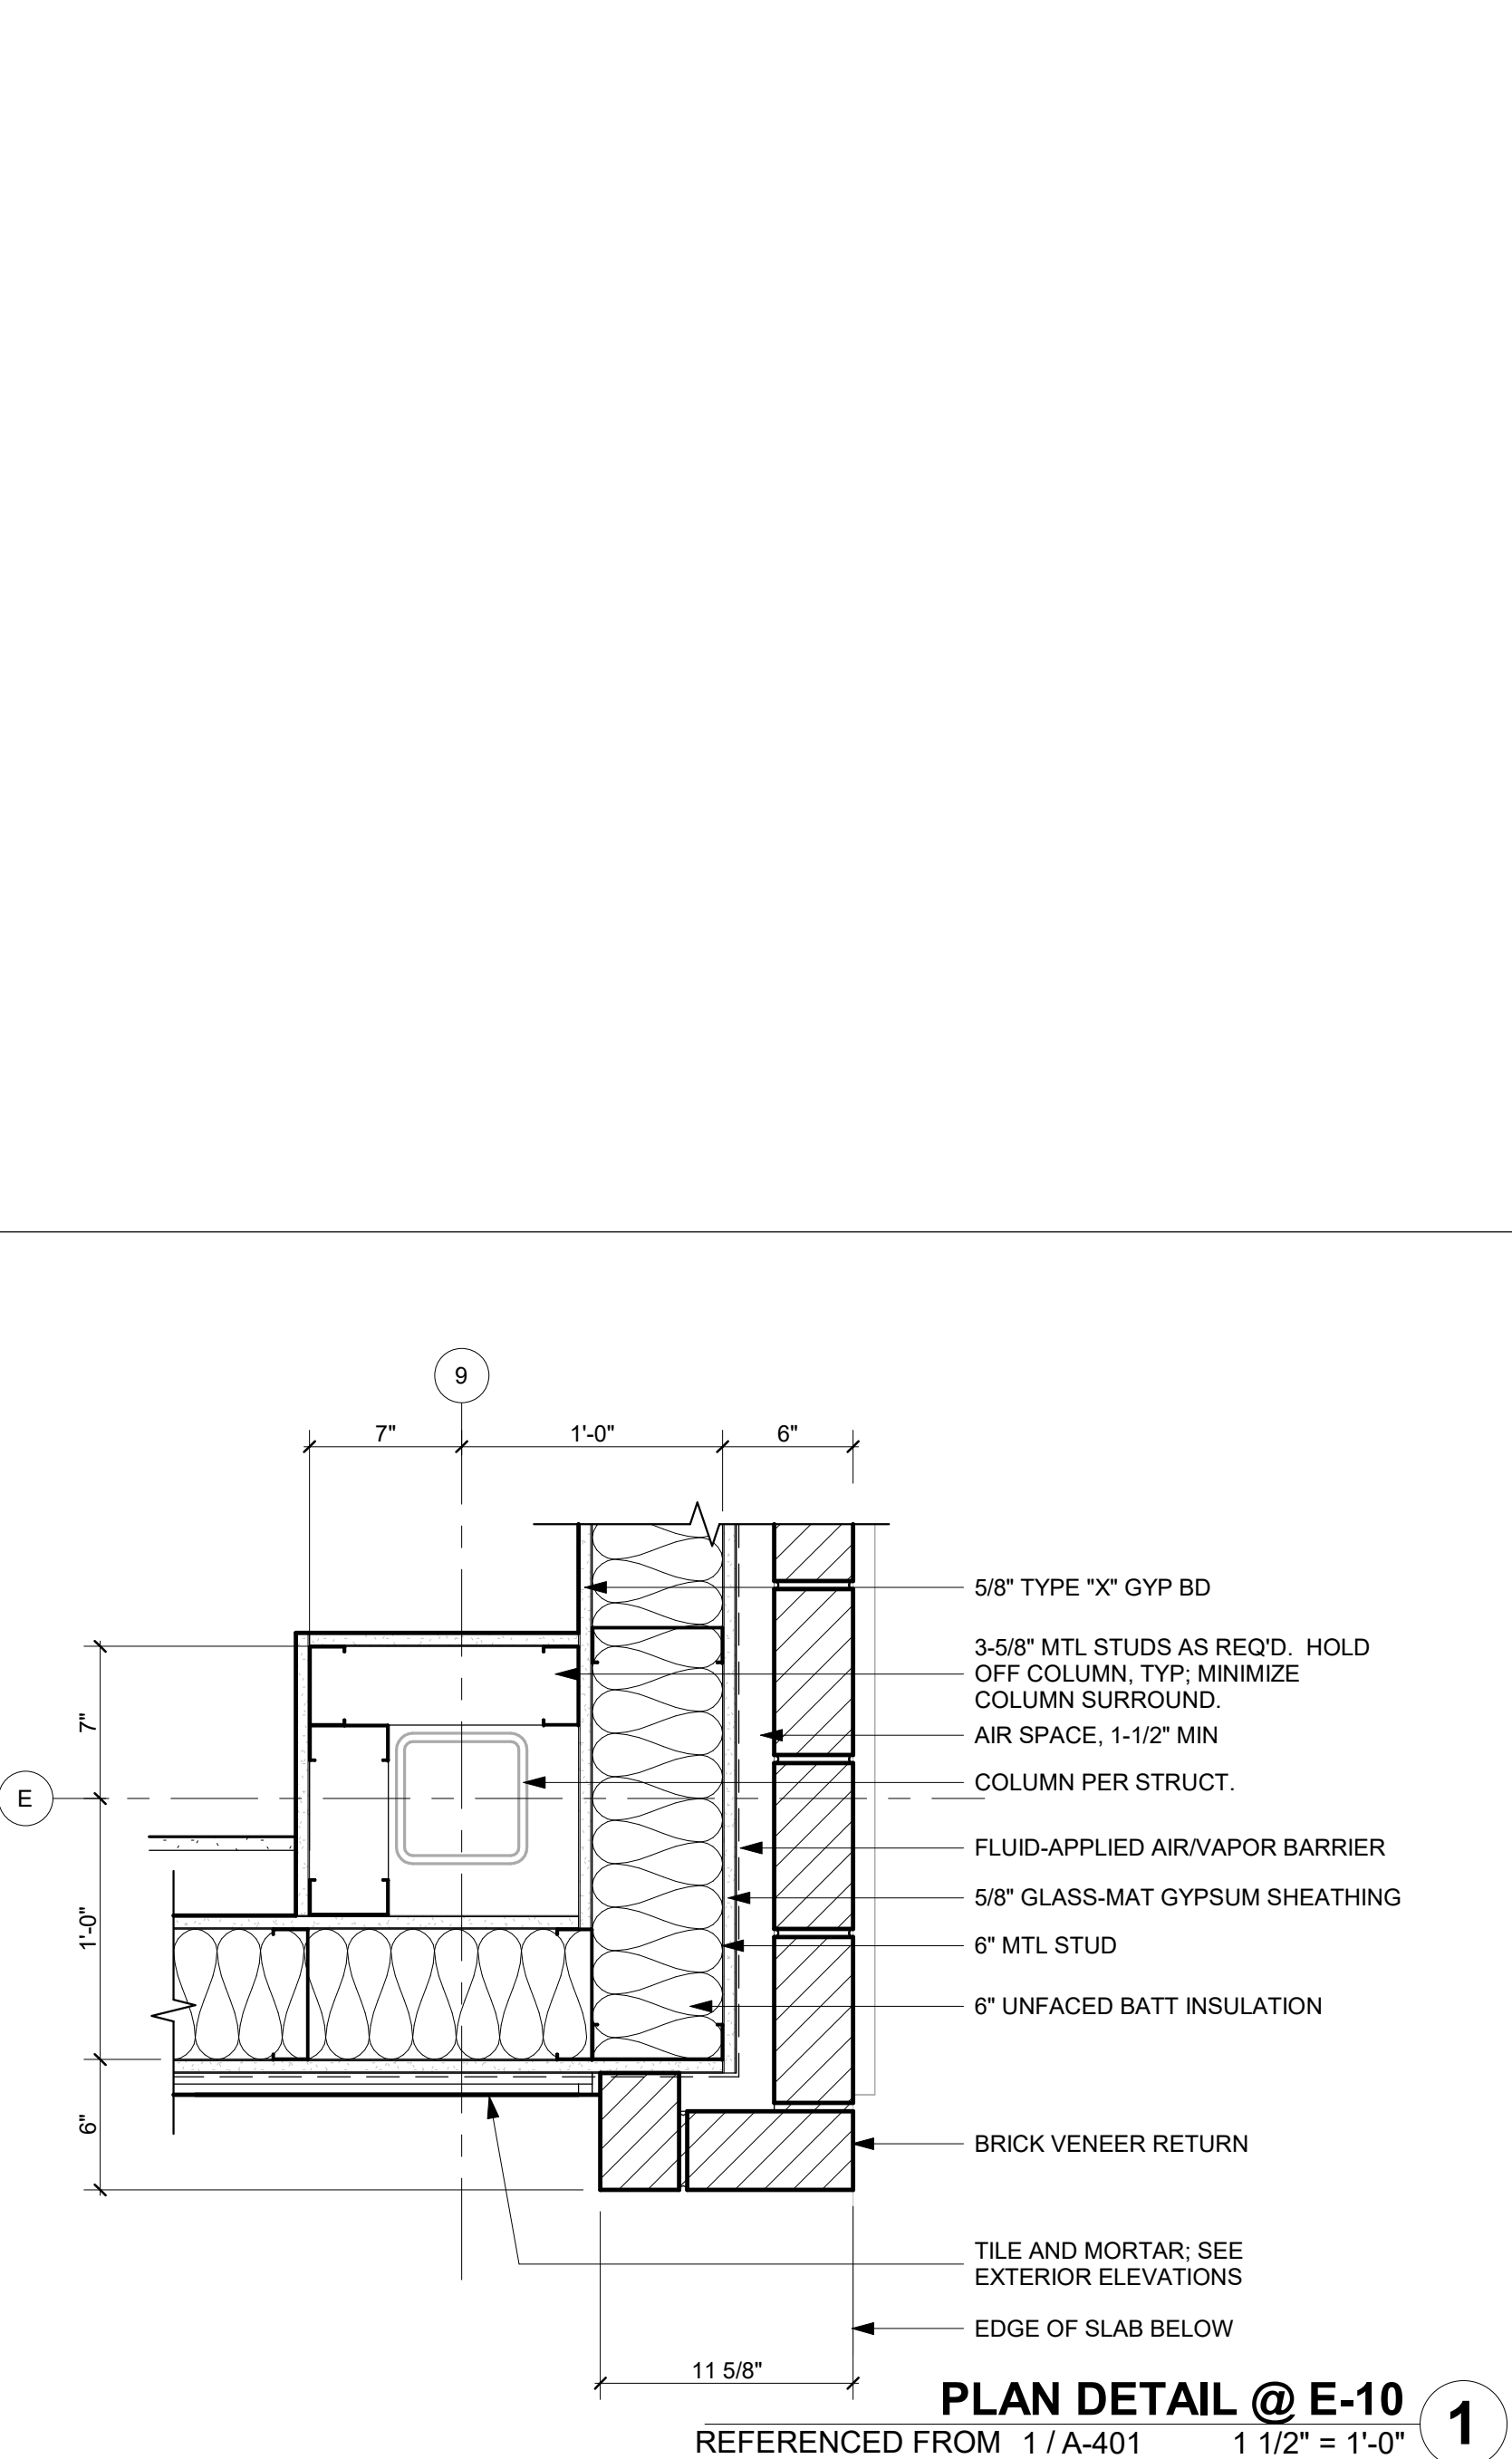 9
7"
1'-0"
6"
5/8" TYPE "X" GYP BD
3-5/8" MTL STUDS AS REQ'D. HOLD
OFF COLUMN, TYP; MINIMIZE
COLUMN SURROUND.
7"
AIR SPACE, 1-1/2" MIN
COLUMN PER STRUCT.
E
FLUID-APPLIED AIR/VAPOR BARRIER
5/8" GLASS-MAT GYPSUM SHEATHING
1'-0"
6" MTL STUD
6" UNFACED BATT INSULATION
6"
BRICK VENEER RETURN
TILE AND MORTAR; SEE
EXTERIOR ELEVATIONS
EDGE OF SLAB BELOW
11 5/8"
PLAN DETAIL @ E-10
1
REFERENCED FROM 1 / A-401 1 1/2" = 1'-0"